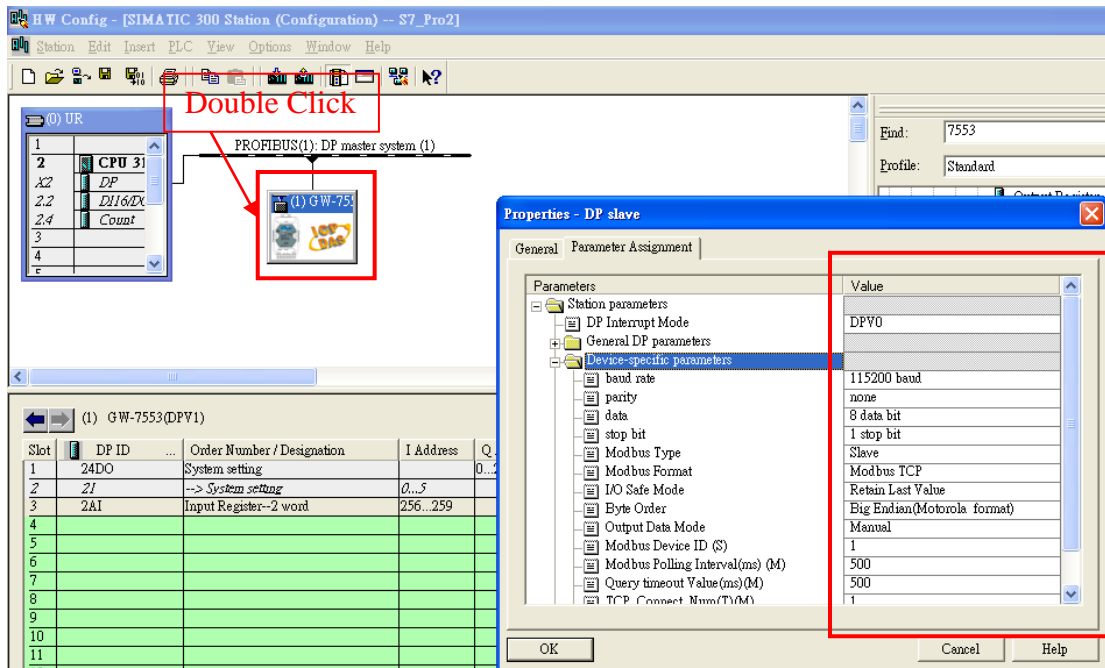 HW Config - [SIMATIC 300 Station (Configuration) -- S7_Pro2]
Station Edit Insert PLC View Options Window Help
Double Click
(0) UR
1
2 CPU 31
X2 DP
2.2 DI16/DO
2.4 Count
3
4
5
PROFIBUS(1): DP master system (1)
(1) GW-755
ICP
DAS
Find: 7553
Profile: Standard
Output Register
Properties - DP slave
General Parameter Assignment
Parameters Value
Station parameters
DP Interrupt Mode DPV0
General DP parameters
Device-specific parameters
baud rate 115200 baud
parity none
data 8 data bit
stop bit 1 stop bit
Modbus Type Slave
Modbus Format Modbus TCP
I/O Safe Mode Retain Last Value
Byte Order Big Endian(Motorola format)
Output Data Mode Manual
Modbus Device ID (S) 1
Modbus Polling Interval(ms) (M) 500
Query timeout Value(ms)(M) 500
TCP_Connect_Num(T)(M) 1
OK Cancel Help
(1) GW-7553(DPV1)
Slot DP ID ... Order Number / Designation I Address Q
1 24DO System setting 0...2
2 2I --> System setting 0...5
3 2AI Input Register--2 word 256...259
4
5
6
7
8
9
10
11